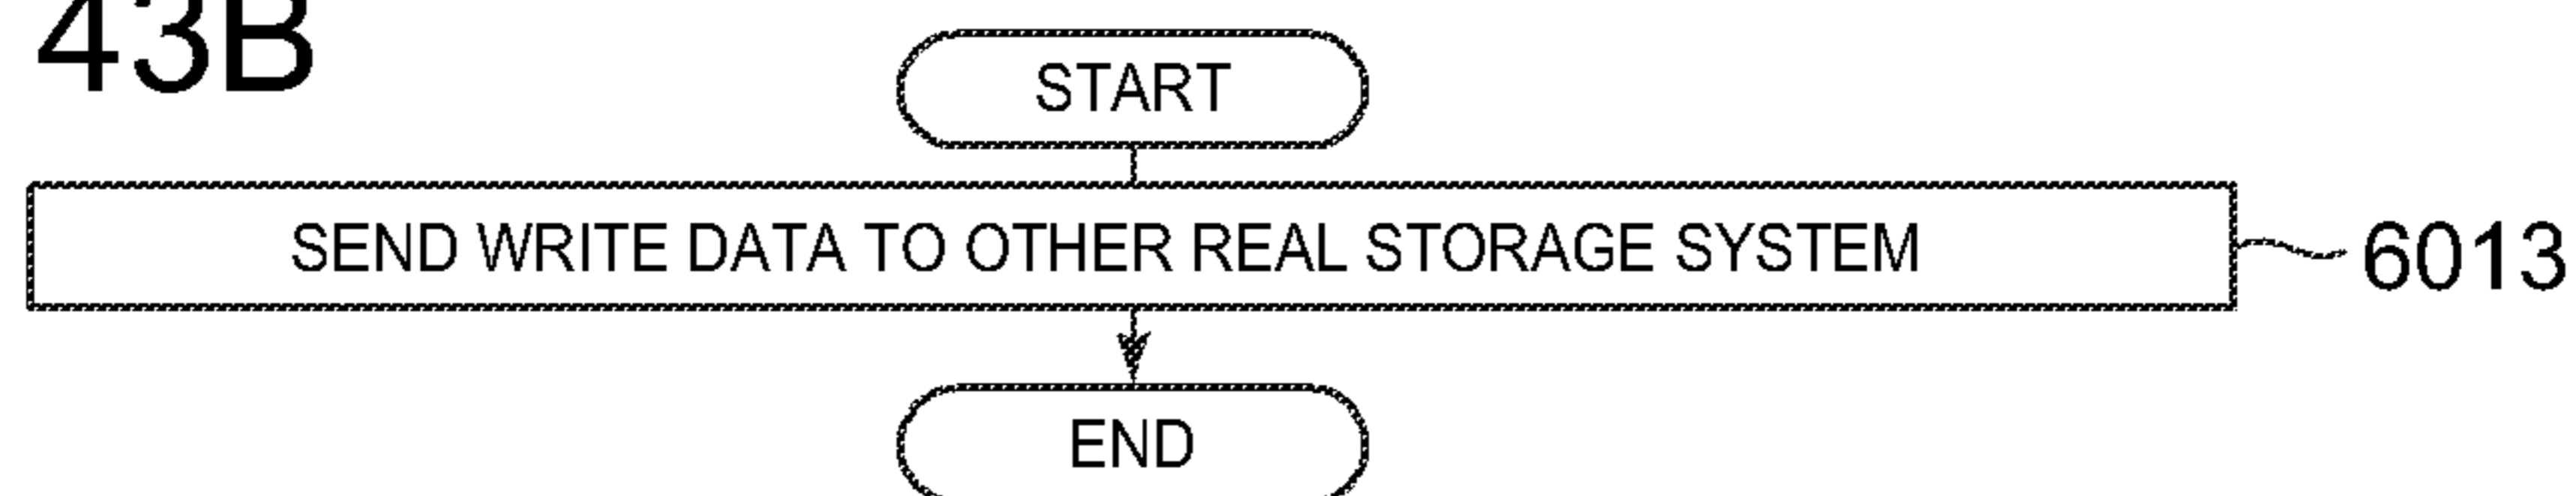 43B
START
SEND WRITE DATA TO OTHER REAL STORAGE SYSTEM
6013
END